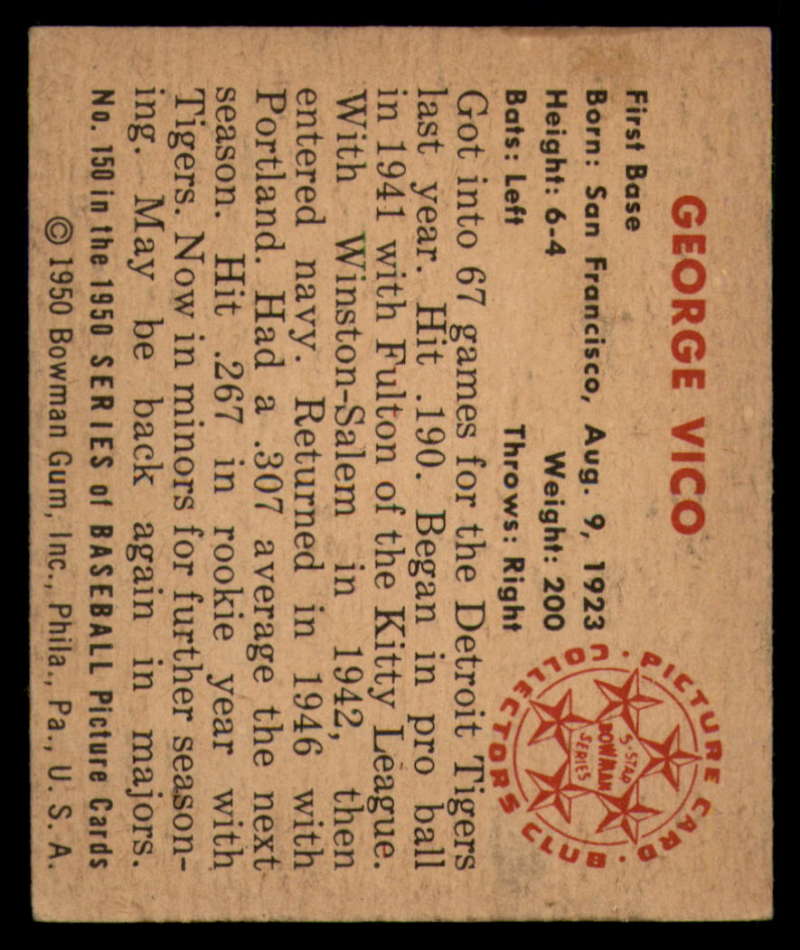 GEORGE VICO
First Base
Born: San Francisco, Aug. 9, 1923
Height: 6-4 Weight: 200
Bats: Left Throws: Right
PICTURE CARD COLLECTORS CLUB
5-STAR
BOWMAN
SERIES
Got into 67 games for the Detroit Tigers
last year. Hit .190. Began in pro ball
in 1941 with Fulton of the Kitty League.
With Winston-Salem in 1942, then
entered navy. Returned in 1946 with
Portland. Had a .307 average the next
season. Hit .267 in rookie year with
Tigers. Now in minors for further season-
ing. May be back again in majors.
No. 150 in the 1950 SERIES of BASEBALL Picture Cards
© 1950 Bowman Gum, Inc., Phila., Pa., U. S. A.